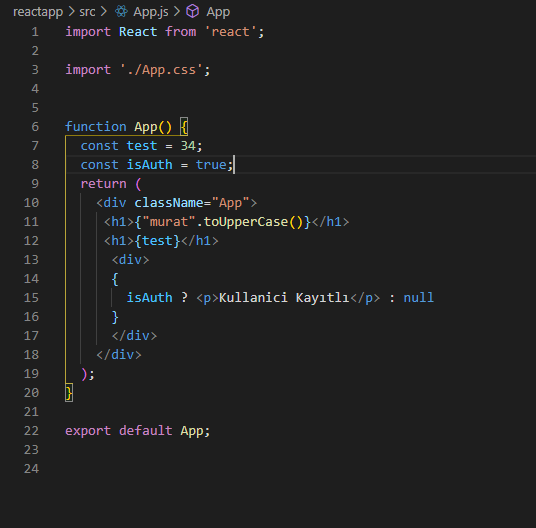 reactapp > src > App.js > App
1 import React from 'react';
2
3 import './App.css';
4
5
6 function App() {
7 const test = 34;
8 const isAuth = true;
9 return (
10 <div className="App">
11 <h1>{"murat".toUpperCase()}</h1>
12 <h1>{test}</h1>
13 <div>
14 {
15 isAuth ? <p>Kullanici Kayıtlı</p> : null
16 }
17 </div>
18 </div>
19 );
20 }
21
22 export default App;
23
24